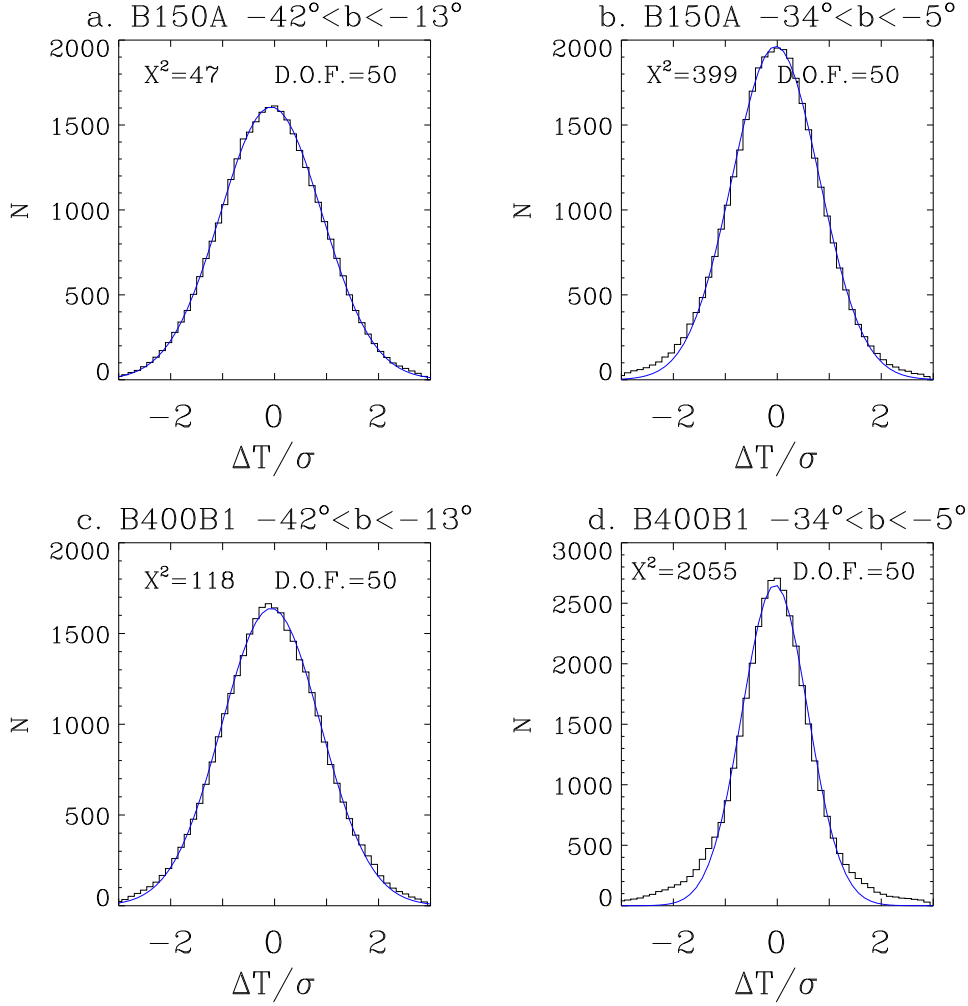 a. B150A −42°<b<−13°
X²=47 D.O.F.=50
2000
1500
1000
500
0
N
−2 0 2
ΔT/σ
b. B150A −34°<b<−5°
X²=399 D.O.F.=50
2000
1500
1000
500
0
N
−2 0 2
ΔT/σ
c. B400B1 −42°<b<−13°
X²=118 D.O.F.=50
2000
1500
1000
500
0
N
−2 0 2
ΔT/σ
d. B400B1 −34°<b<−5°
X²=2055 D.O.F.=50
3000
2500
2000
1500
1000
500
0
N
−2 0 2
ΔT/σ